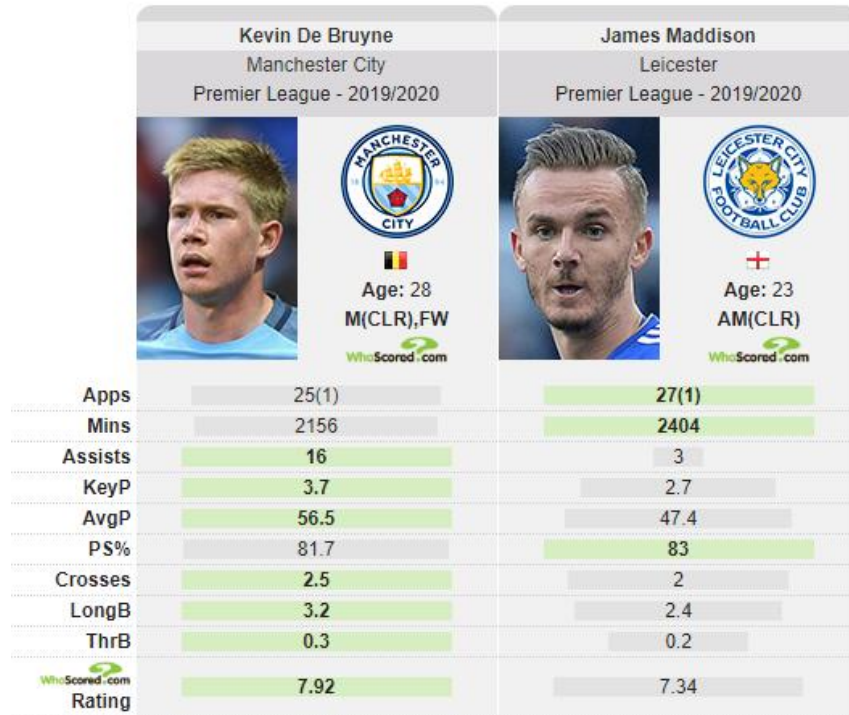 Kevin De Bruyne James Maddison
Manchester City Leicester
Premier League - 2019/2020 Premier League - 2019/2020
MANCHESTER LEICESTER CITY
18 94
CITY FOOTBALL CLUB
Age: 28 Age: 23
M(CLR),FW AM(CLR)
WhoScored.com WhoScored.com
Apps 25(1) 27(1)
Mins 2156 2404
Assists 16 3
KeyP 3.7 2.7
AvgP 56.5 47.4
PS% 81.7 83
Crosses 2.5 2
LongB 3.2 2.4
ThrB 0.3 0.2
WhoScored.com
Rating 7.92 7.34